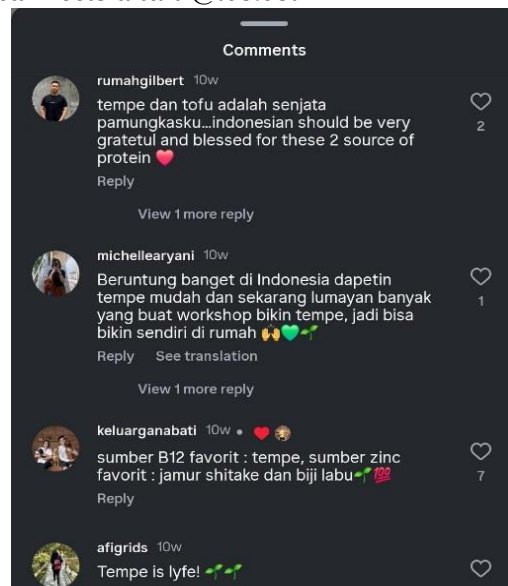 Comments
rumahgilbert 10w
tempe dan tofu adalah senjata
pamungkasku...indonesian should be very
gratetul and blessed for these 2 source of
protein ❤️
2
Reply
View 1 more reply
michellearyani 10w
Beruntung banget di Indonesia dapetin
tempe mudah dan sekarang lumayan banyak
yang buat workshop bikin tempe, jadi bisa
bikin sendiri di rumah 🙌💚🌱
1
Reply See translation
View 1 more reply
keluarganabati 10w • ❤️
sumber B12 favorit : tempe, sumber zinc
favorit : jamur shitake dan biji labu🌱💯
7
Reply
afigrids 10w
Tempe is lyfe! 🌱🌱